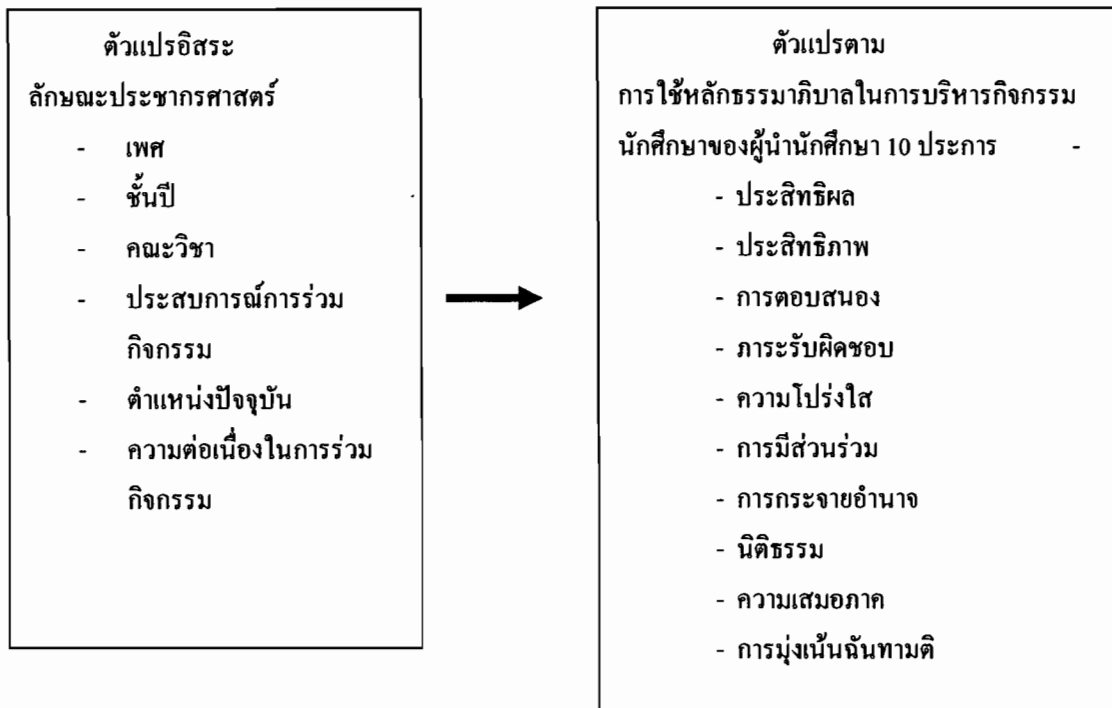 ตัวแปรอิสระ
ลักษณะประชากรศาสตร์
- เพศ
- ชั้นปี
- คณะวิชา
- ประสบการณ์การร่วม
กิจกรรม
- ตำแหน่งปัจจุบัน
- ความต่อเนื่องในการร่วม
กิจกรรม
ตัวแปรตาม
การใช้หลักธรรมาภิบาลในการบริหารกิจกรรม
นักศึกษาของผู้นำนักศึกษา 10 ประการ -
- ประสิทธิผล
- ประสิทธิภาพ
- การตอบสนอง
- ภาระรับผิดชอบ
- ความโปร่งใส
- การมีส่วนร่วม
- การกระจายอำนาจ
- นิติธรรม
- ความเสมอภาค
- การมุ่งเน้นฉันทามติ